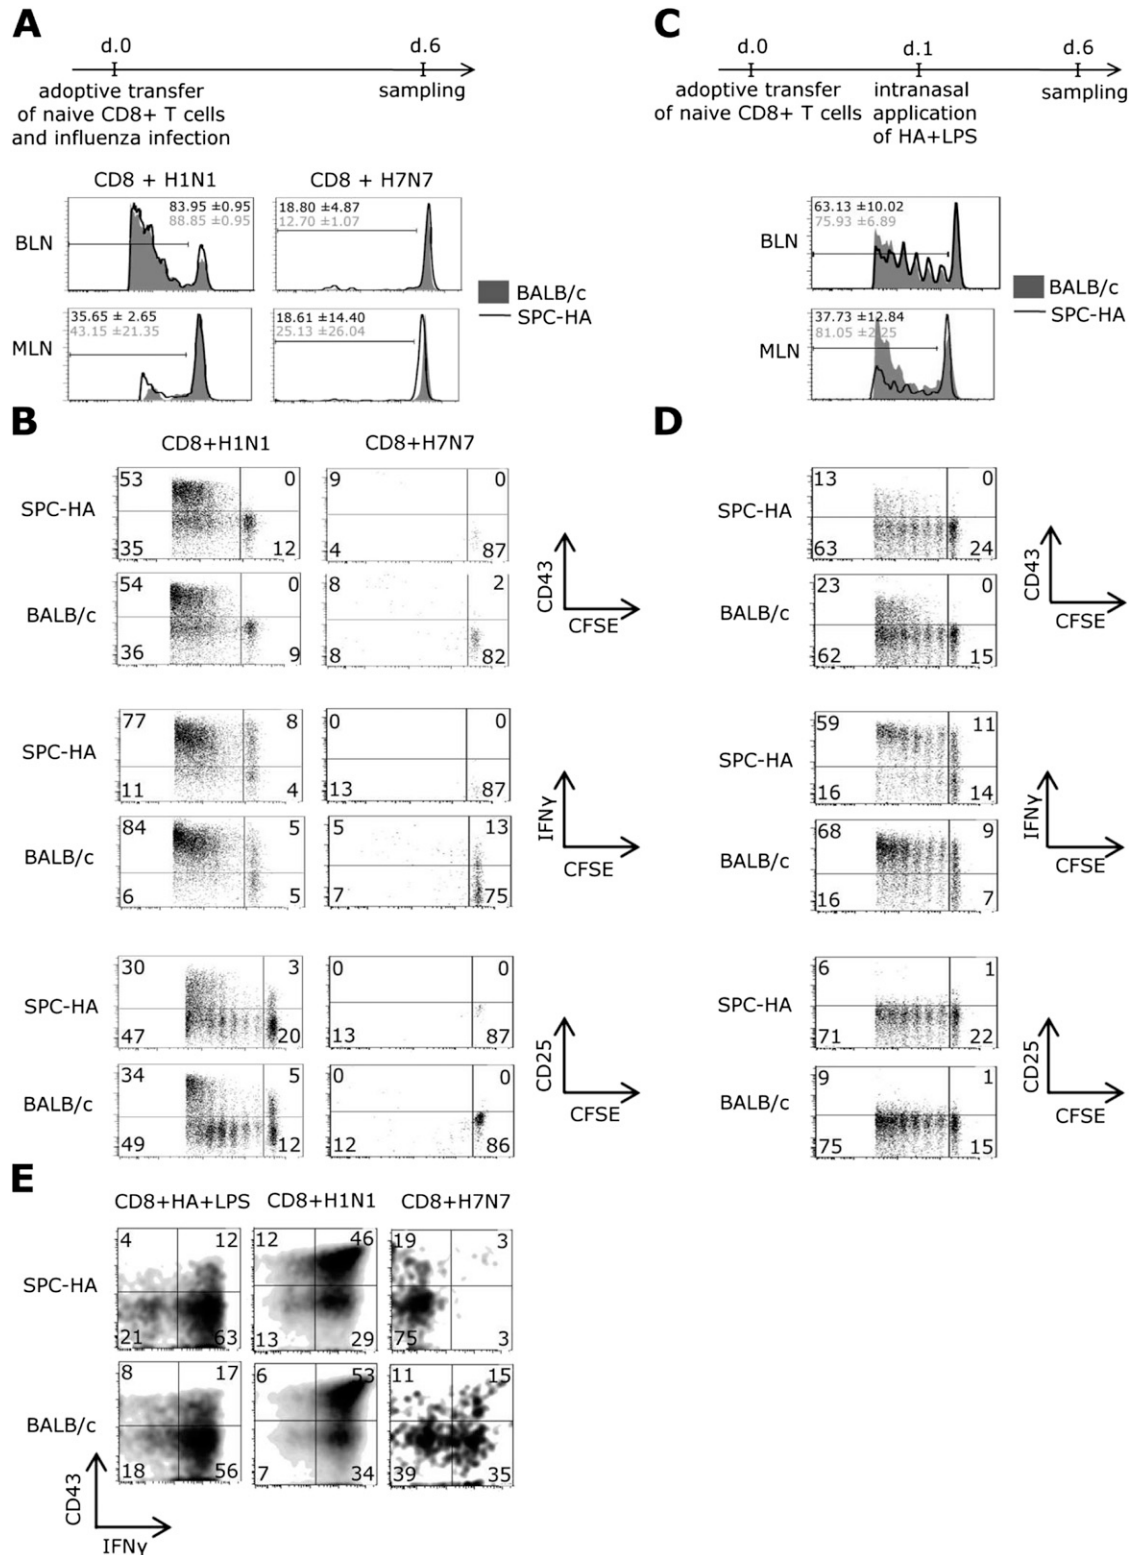 A
d.0
d.6
adoptive transfer
of naive CD8+ T cells
and influenza infection
sampling
CD8 + H1N1
CD8 + H7N7
BLN
83.95 ±0.95
88.85 ±0.95
18.80 ±4.87
12.70 ±1.07
MLN
35.65 ± 2.65
43.15 ±21.35
18.61 ±14.40
25.13 ±26.04
BALB/c
SPC-HA
C
d.0
d.1
d.6
adoptive transfer
of naive CD8+ T cells
intranasal
application
of HA+LPS
sampling
BLN
63.13 ±10.02
75.93 ±6.89
MLN
37.73 ±12.84
81.05 ±2.25
BALB/c
SPC-HA
B
CD8+H1N1
CD8+H7N7
SPC-HA
53 0
35 12
9 0
4 87
BALB/c
54 0
36 9
8 2
8 82
CD43
CFSE
SPC-HA
77 8
11 4
0 0
13 87
BALB/c
84 5
6 5
5 13
7 75
IFNγ
CFSE
SPC-HA
30 3
47 20
0 0
13 87
BALB/c
34 5
49 12
0 0
12 86
CD25
CFSE
D
SPC-HA
13 0
63 24
BALB/c
23 0
62 15
CD43
CFSE
SPC-HA
59 11
16 14
BALB/c
68 9
16 7
IFNγ
CFSE
SPC-HA
6 1
71 22
BALB/c
9 1
75 15
CD25
CFSE
E
CD8+HA+LPS
CD8+H1N1
CD8+H7N7
SPC-HA
4 12
21 63
12 46
13 29
19 3
75 3
BALB/c
8 17
18 56
6 53
7 34
11 15
39 35
CD43
IFNγ